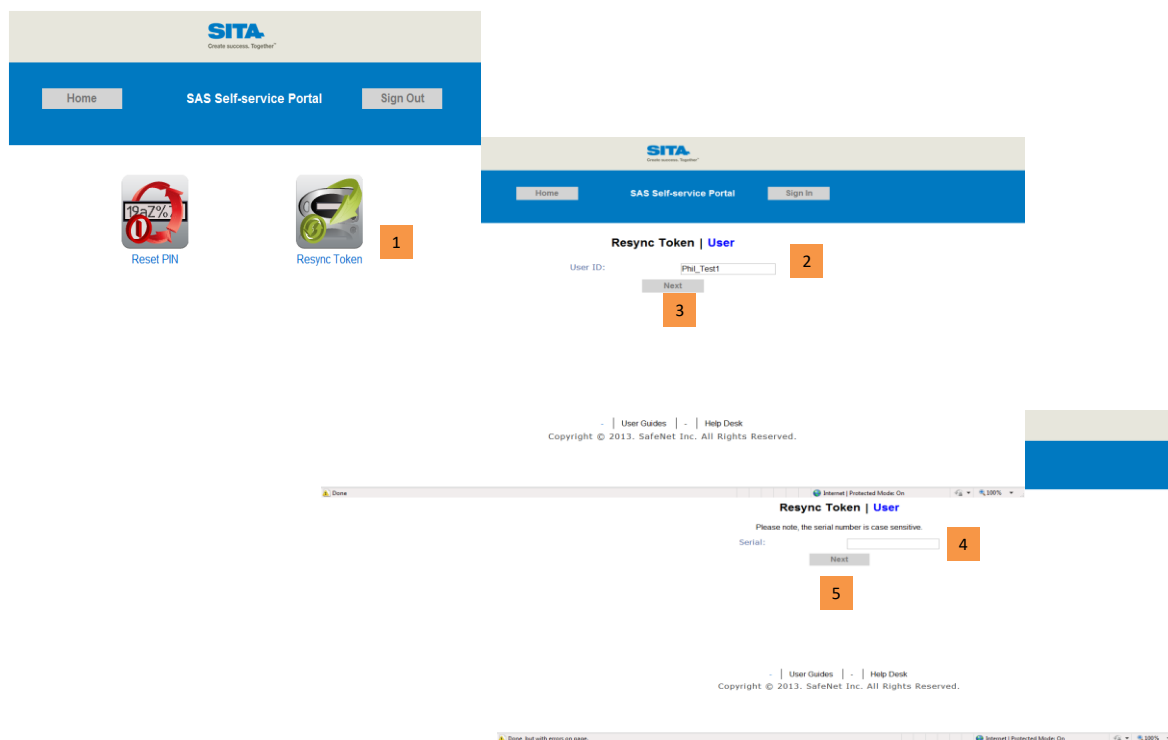 SITA
Create success. Together™
Home
SAS Self-service Portal
Sign Out
19aZ%
Reset PIN
Resync Token
1
SITA
Create success. Together™
Home
SAS Self-service Portal
Sign In
Resync Token | User
User ID:
Phil_Test1
2
Next
3
- | User Guides | - | Help Desk
Copyright © 2013. SafeNet Inc. All Rights Reserved.
Done
Internet | Protected Mode: On
100%
Resync Token | User
Please note, the serial number is case sensitive.
Serial:
4
Next
5
- | User Guides | - | Help Desk
Copyright © 2013. SafeNet Inc. All Rights Reserved.
Done, but with errors on page.
Internet | Protected Mode: On
100%